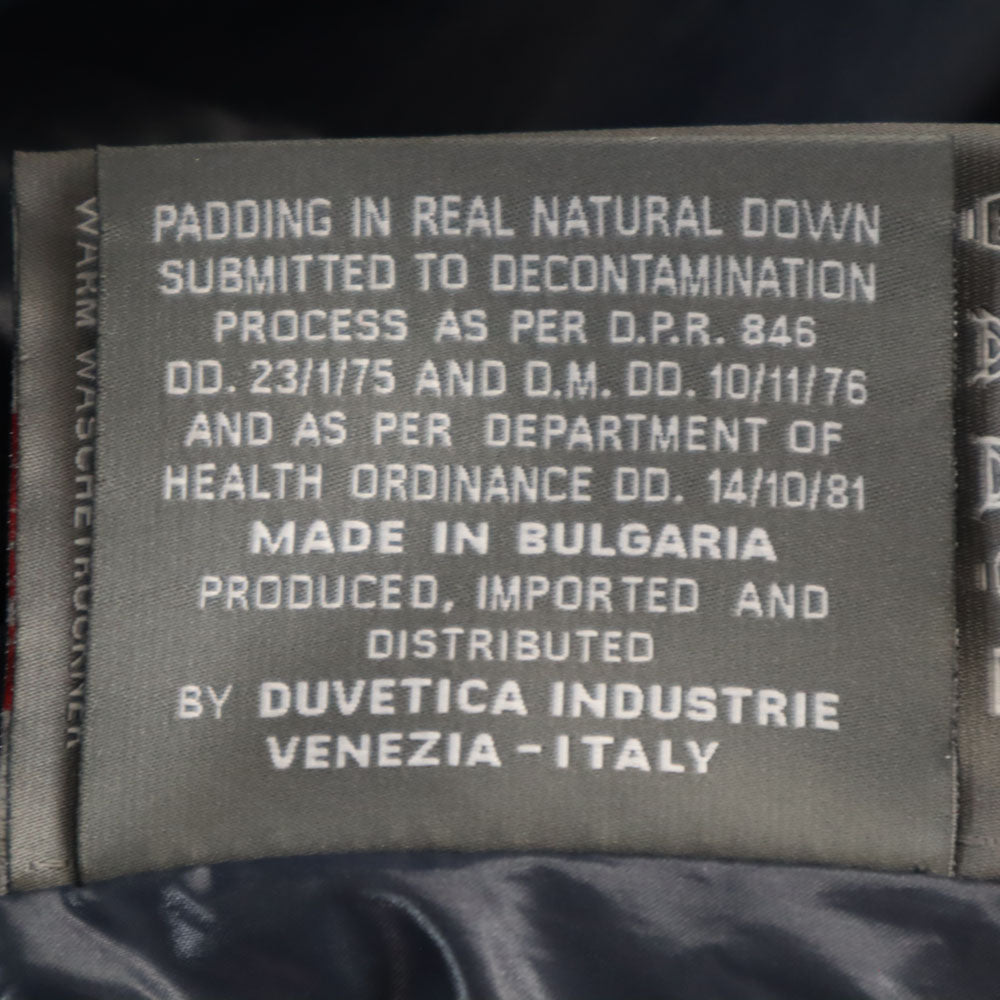 PADDING IN REAL NATURAL DOWN
SUBMITTED TO DECONTAMINATION
PROCESS AS PER D.P.R. 846
DD. 23/1/75 AND D.M. DD. 10/11/76
AND AS PER DEPARTMENT OF
HEALTH ORDINANCE DD. 14/10/81
MADE IN BULGARIA
PRODUCED, IMPORTED AND
DISTRIBUTED
BY DUVETICA INDUSTRIE
VENEZIA - ITALY
WARM